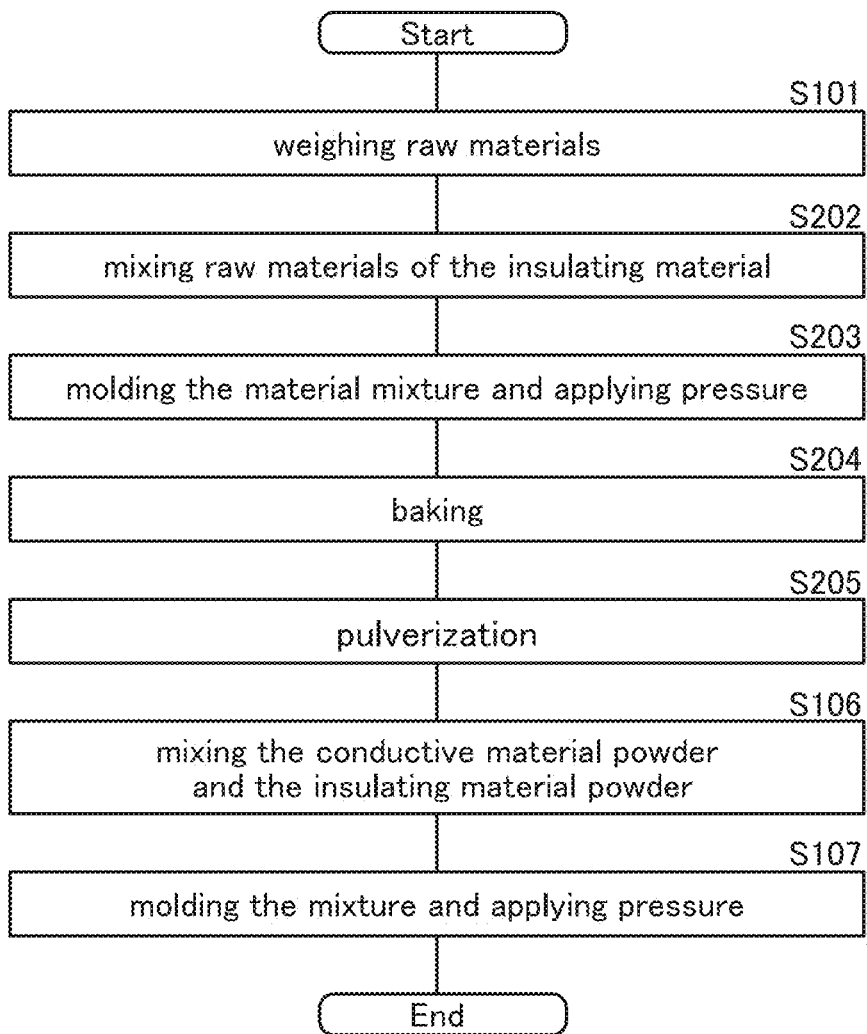 Start
S101
weighing raw materials
S202
mixing raw materials of the insulating material
S203
molding the material mixture and applying pressure
S204
baking
S205
pulverization
S106
mixing the conductive material powder
and the insulating material powder
S107
molding the mixture and applying pressure
End